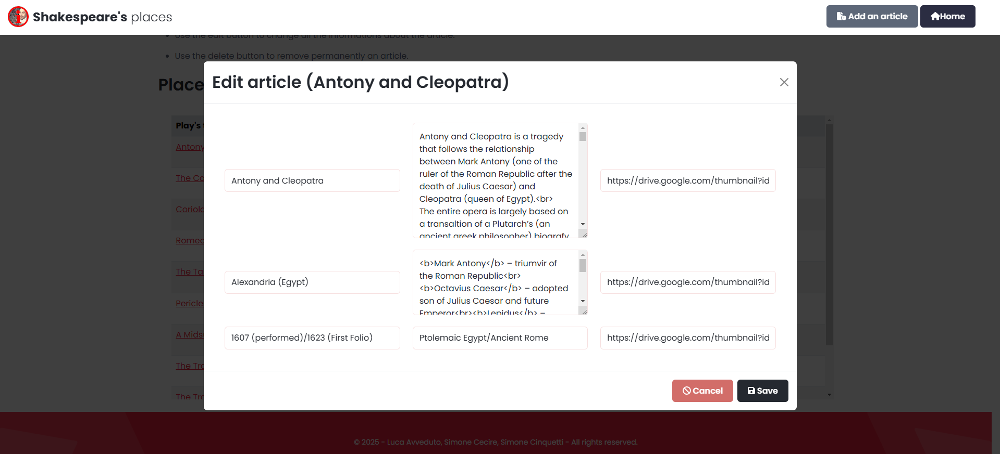 Shakespeare's places
Add an article
Home
Use the edit button to change all the informations about the article.
Use the delete button to remove permanently an article.
Edit article (Antony and Cleopatra)
Antony and Cleopatra
Antony and Cleopatra is a tragedy
that follows the relationship
between Mark Antony (one of the
ruler of the Roman Republic after the
death of Julius Caesar) and
Cleopatra (queen of Egypt).<br>
The entire opera is largely based on
a transaltion of a Plutarch’s (an
ancient greek philosopher) biografy
https://drive.google.com/thumbnail?id
Alexandria (Egypt)
<b>Mark Antony</b> – triumvir of
the Roman Republic<br>
<b>Octavius Caesar</b> – adopted
son of Julius Caesar and future
Emperor<br><b>Lepidus</b> –
https://drive.google.com/thumbnail?id
1607 (performed)/1623 (First Folio)
Ptolemaic Egypt/Ancient Rome
https://drive.google.com/thumbnail?id
Cancel
Save
Place
Play's
Antony
The Co
Coriola
Romeo
The Ta
Pericle
A Mids
The Tra
The Tra
© 2025 - Luca Avveduto, Simone Cecire, Simone Cinquetti - All rights reserved.